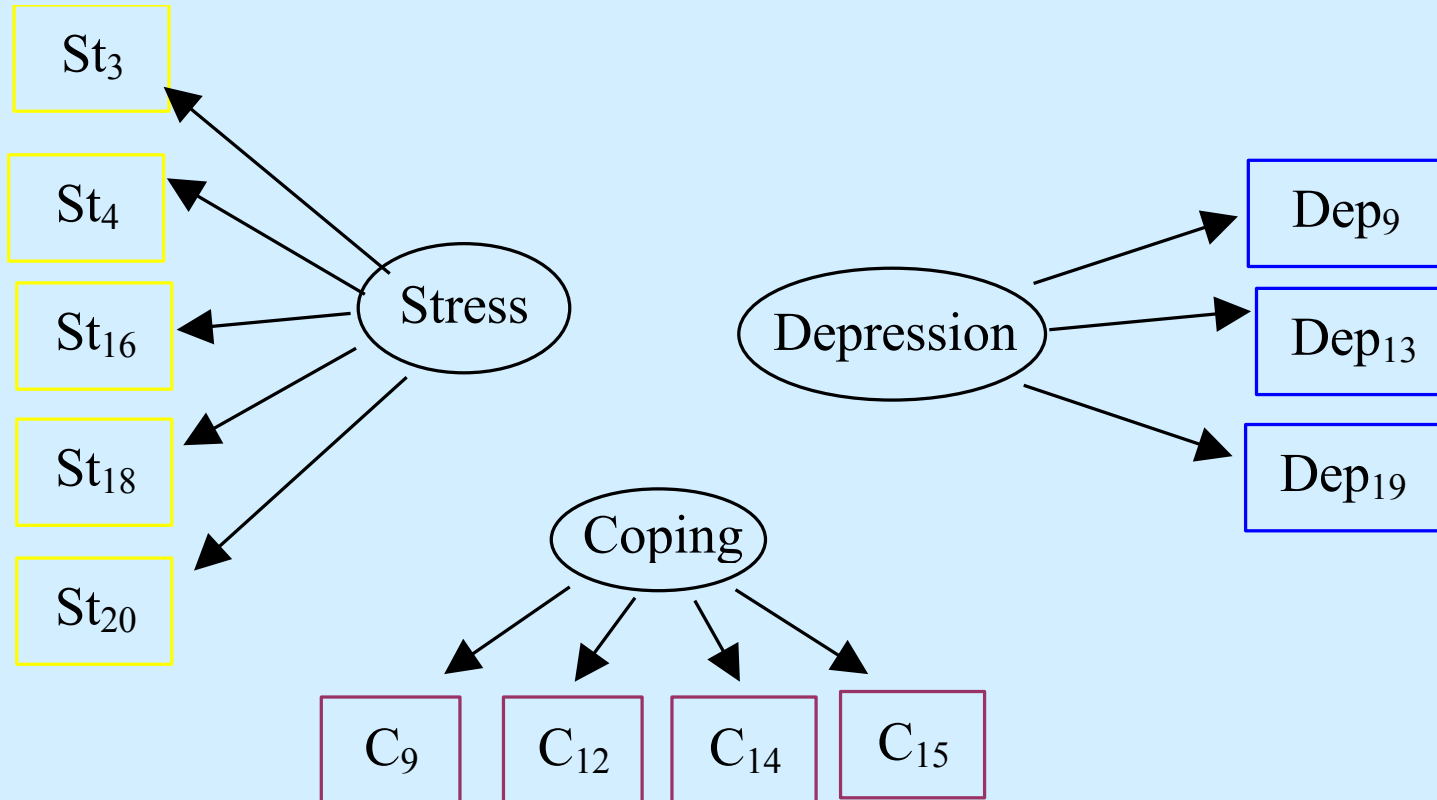 St₃
St₄
St₁₆
St₁₈
St₂₀
Stress
Depression
Dep₉
Dep₁₃
Dep₁₉
Coping
C₉
C₁₂
C₁₄
C₁₅